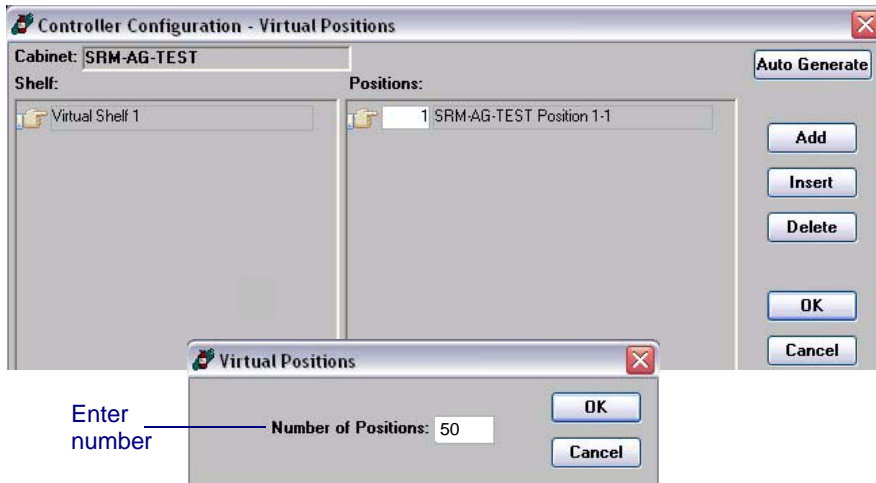 Controller Configuration - Virtual Positions
Cabinet: SRM-AG-TEST
Auto Generate
Shelf:
Positions:
Virtual Shelf 1
1 SRM-AG-TEST Position 1-1
Add
Insert
Delete
OK
Cancel
Virtual Positions
Enter
number
Number of Positions: 50
OK
Cancel